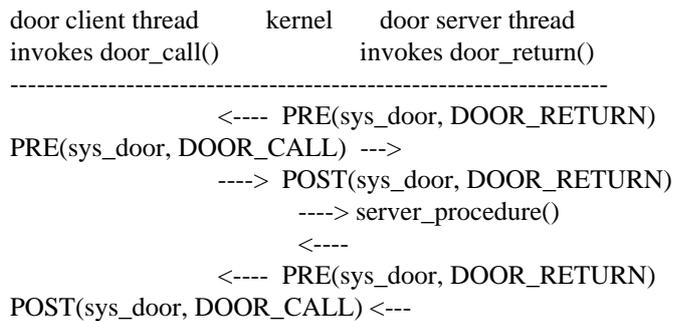 door client thread          kernel        door server thread
invokes door_call()                         invokes door_return()
-------------------------------------------------------------------
<---- PRE(sys_door, DOOR_RETURN)
PRE(sys_door, DOOR_CALL) --->
----> POST(sys_door, DOOR_RETURN)
----> server_procedure()
<----
<---- PRE(sys_door, DOOR_RETURN)
POST(sys_door, DOOR_CALL) <---